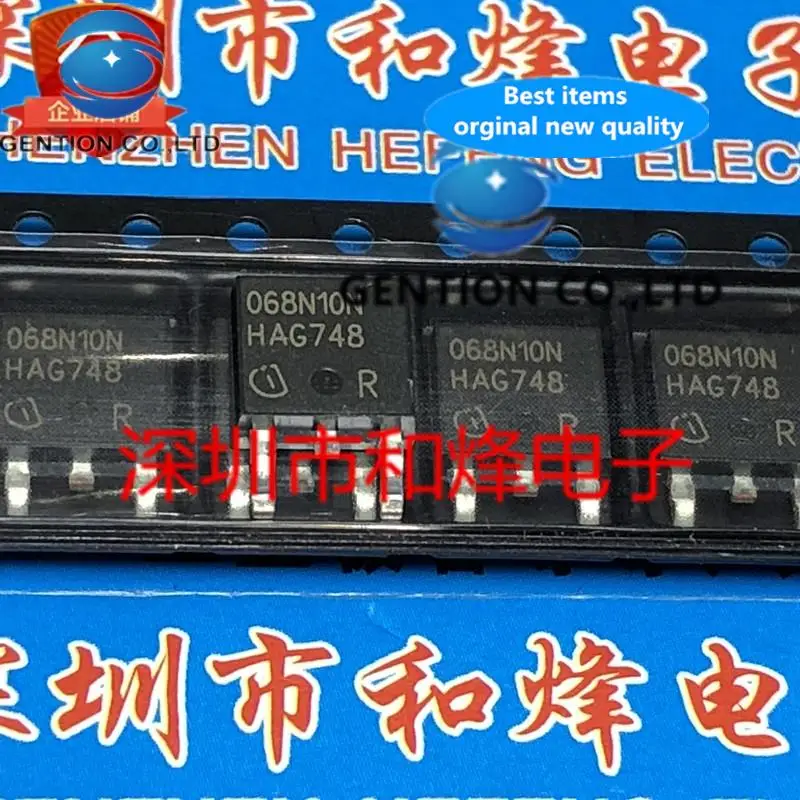 深圳市和烽电子
企业店铺
GENTION CO.,LTD
Best items
orginal new quality
SHENZHEN HEFENG ELEC
GENTION CO.,LTD
068N10N
HAG748
R
068N10N
HAG748
R
068N10N
HAG748
R
068N10N
HAG748
R
深圳市和烽电子
深圳市和烽电